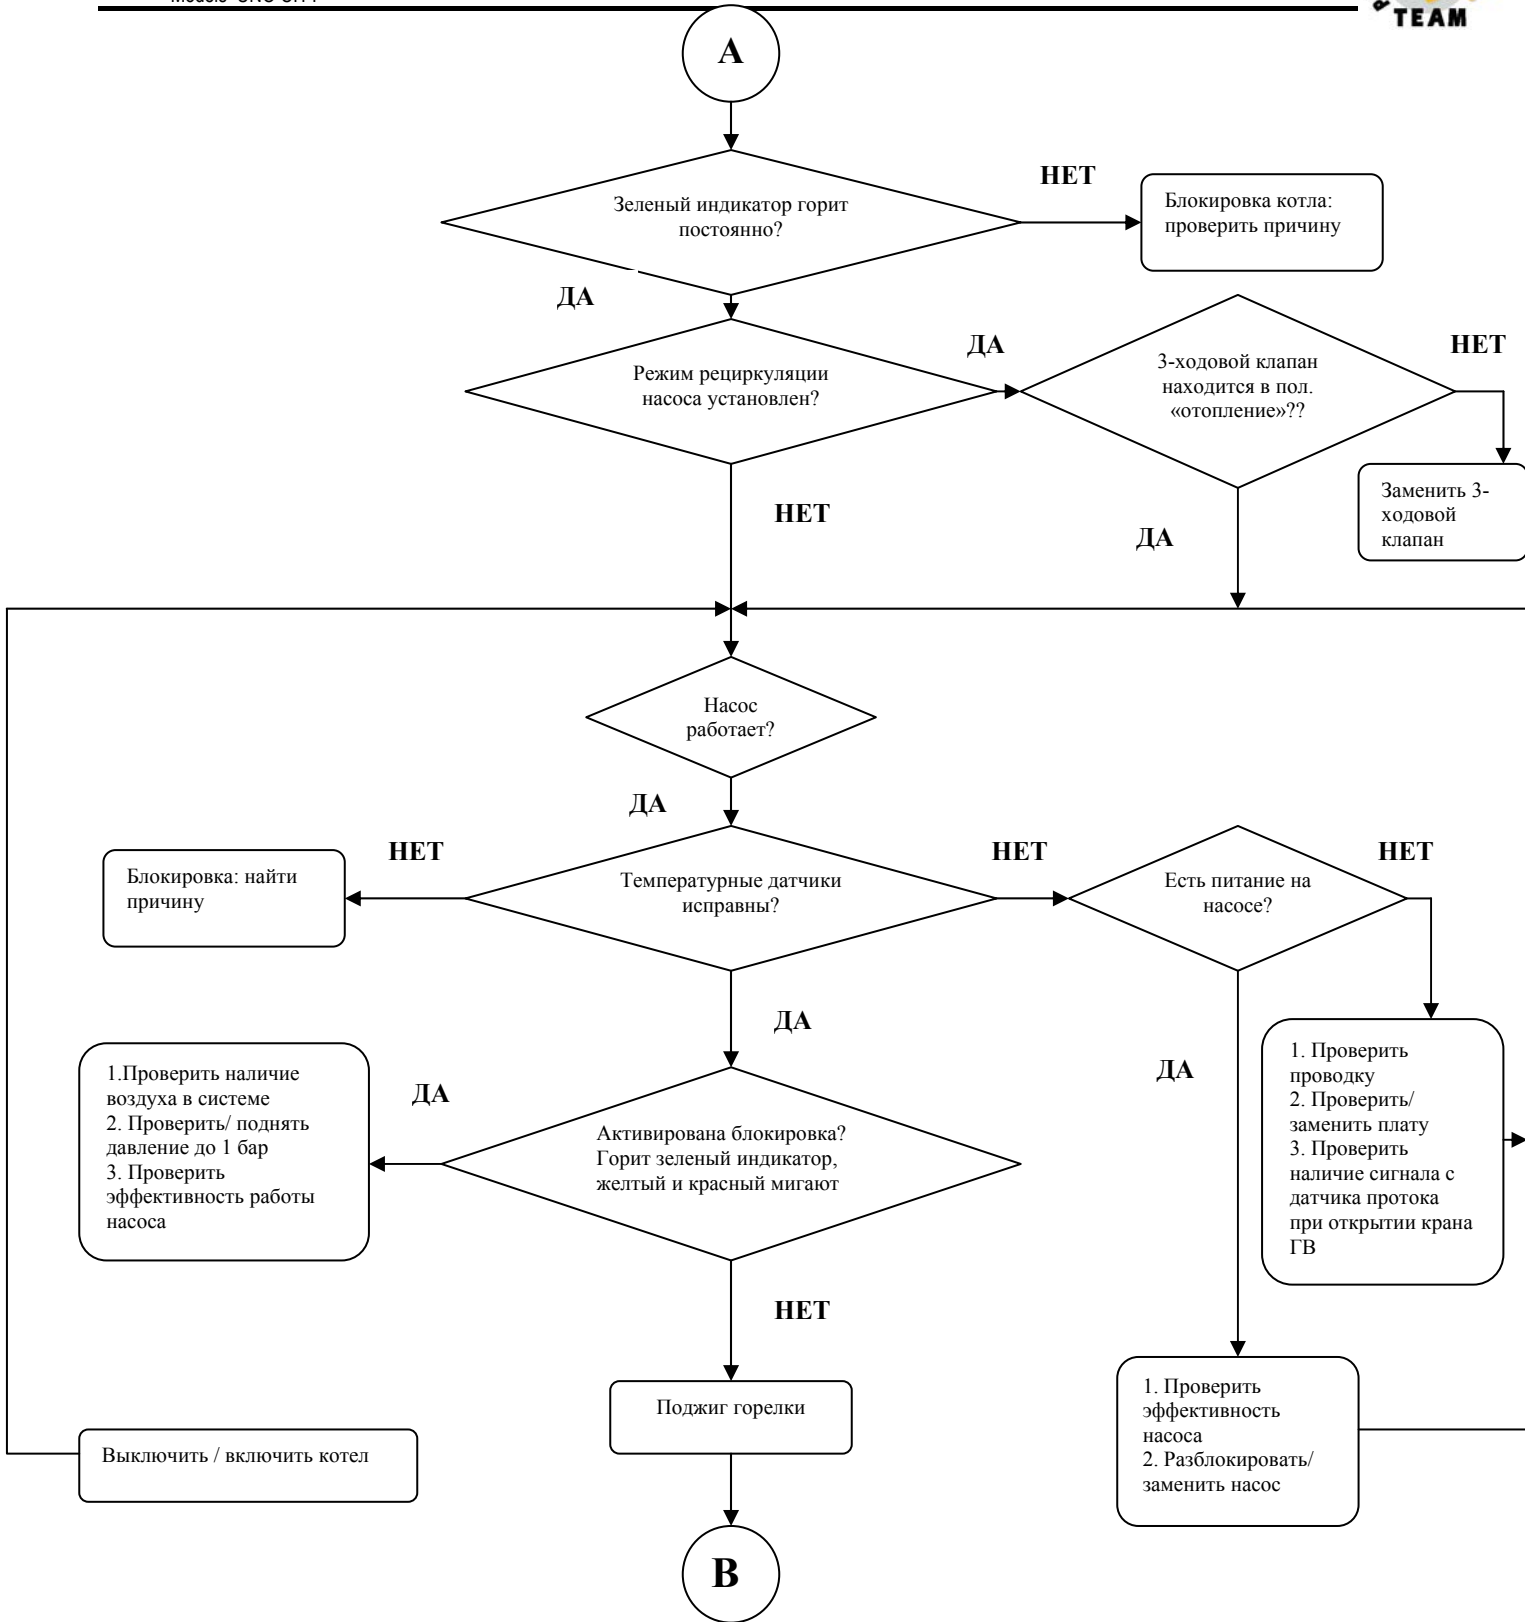 TEAM
A
НЕТ
Зеленый индикатор горит
постоянно?
Блокировка котла:
проверить причину
ДА
ДА
НЕТ
Режим рециркуляции
насоса установлен?
3-ходовой клапан
находится в пол.
«отопление»??
НЕТ
ДА
Заменить 3-
ходовой
клапан
Насос
работает?
ДА
НЕТ
НЕТ
НЕТ
Блокировка: найти
причину
Температурные датчики
исправны?
Есть питание на
насосе?
ДА
ДА
ДА
1.Проверить наличие
воздуха в системе
2. Проверить/ поднять
давление до 1 бар
3. Проверить
эффективность работы
насоса
Активирована блокировка?
Горит зеленый индикатор,
желтый и красный мигают
1. Проверить
проводку
2. Проверить/
заменить плату
3. Проверить
наличие сигнала с
датчика протока
при открытии крана
ГВ
НЕТ
Поджиг горелки
1. Проверить
эффективность
насоса
2. Разблокировать/
заменить насос
Выключить / включить котел
B